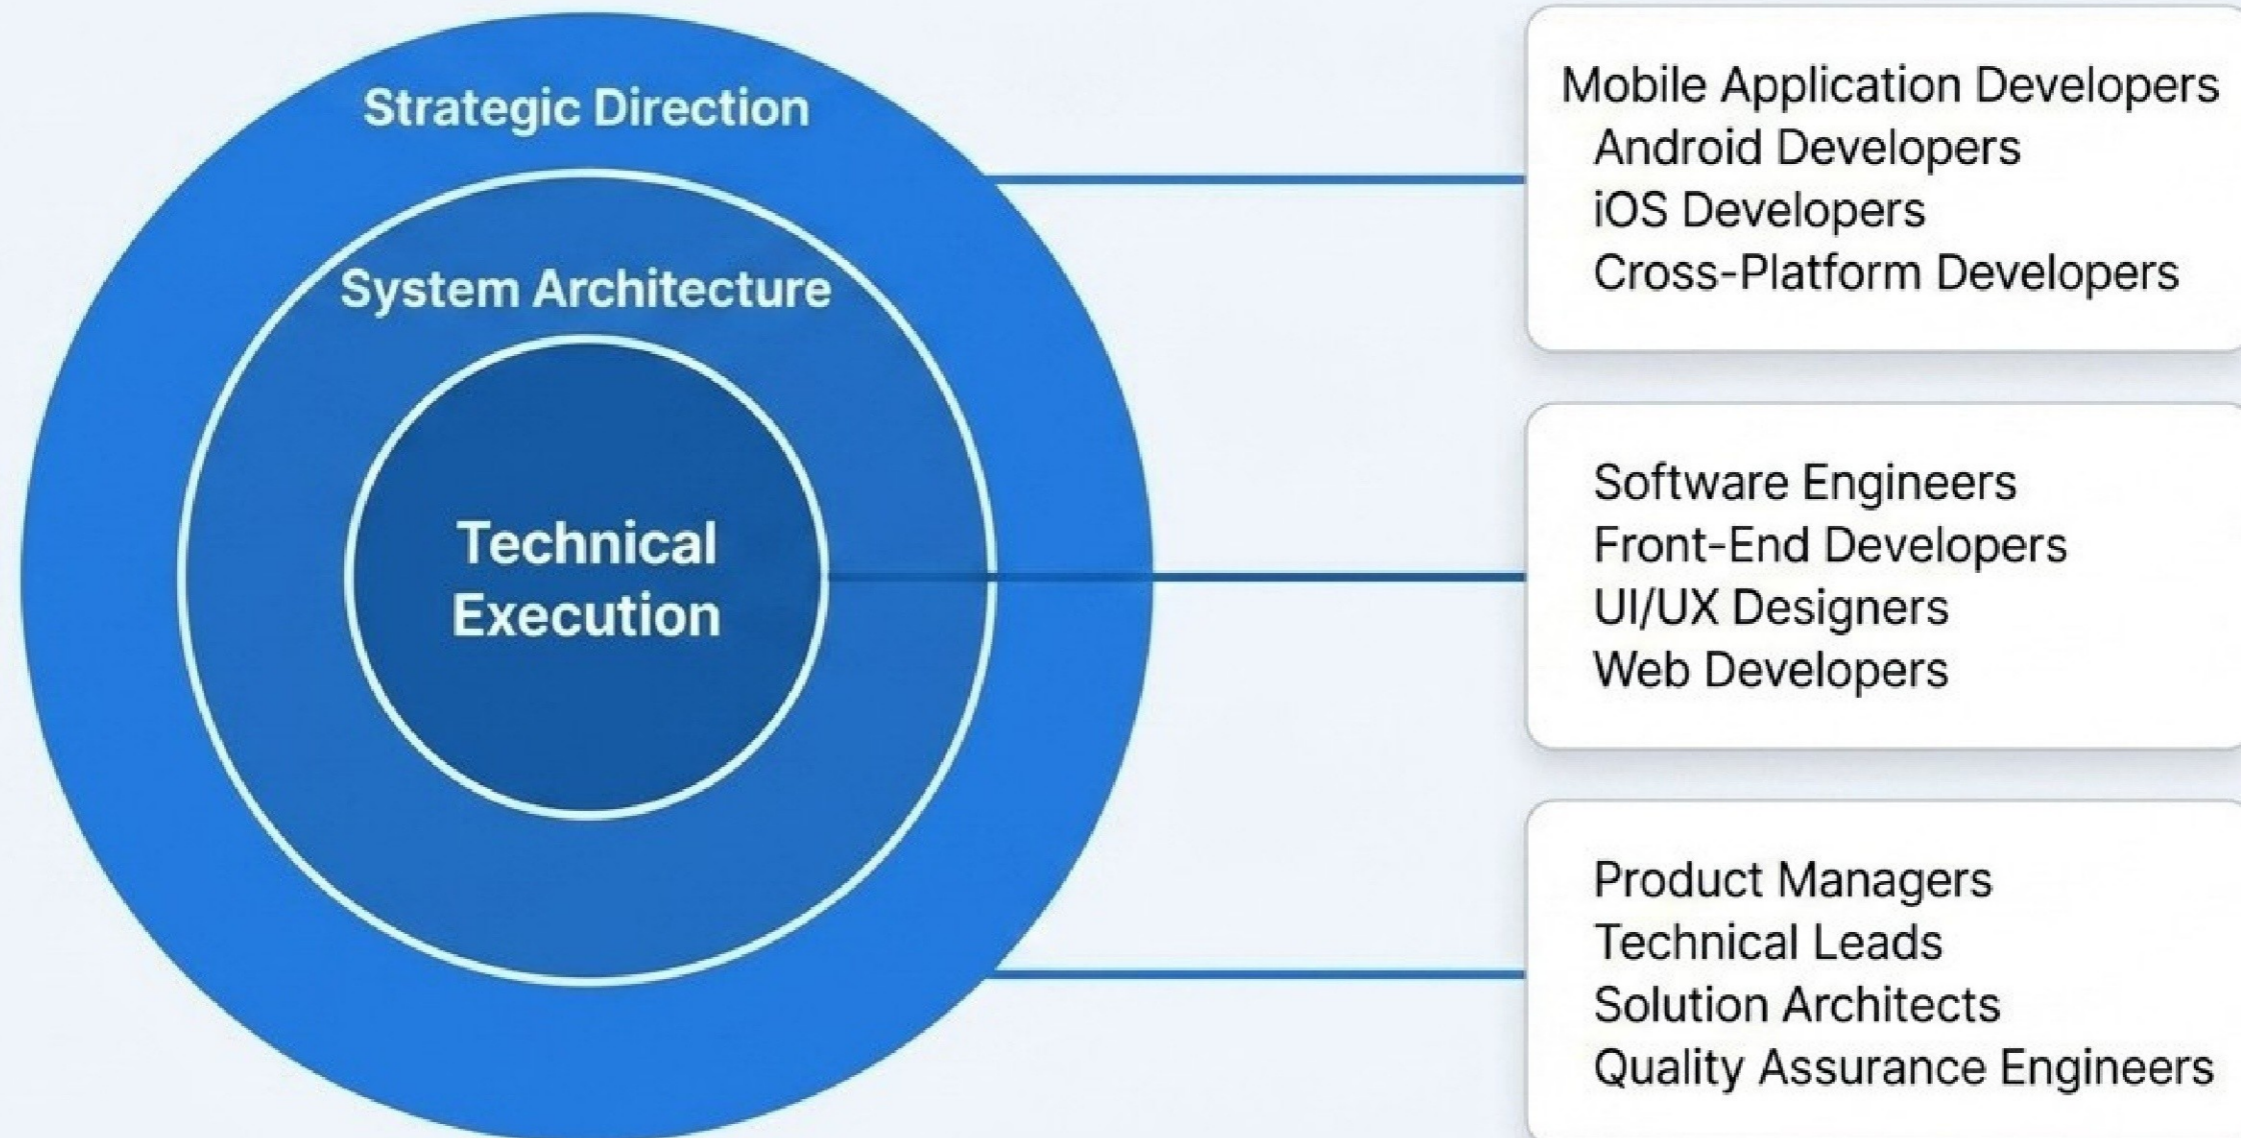 Strategic Direction
System Architecture
Technical
Execution
Mobile Application Developers
Android Developers
iOS Developers
Cross-Platform Developers
Software Engineers
Front-End Developers
UI/UX Designers
Web Developers
Product Managers
Technical Leads
Solution Architects
Quality Assurance Engineers